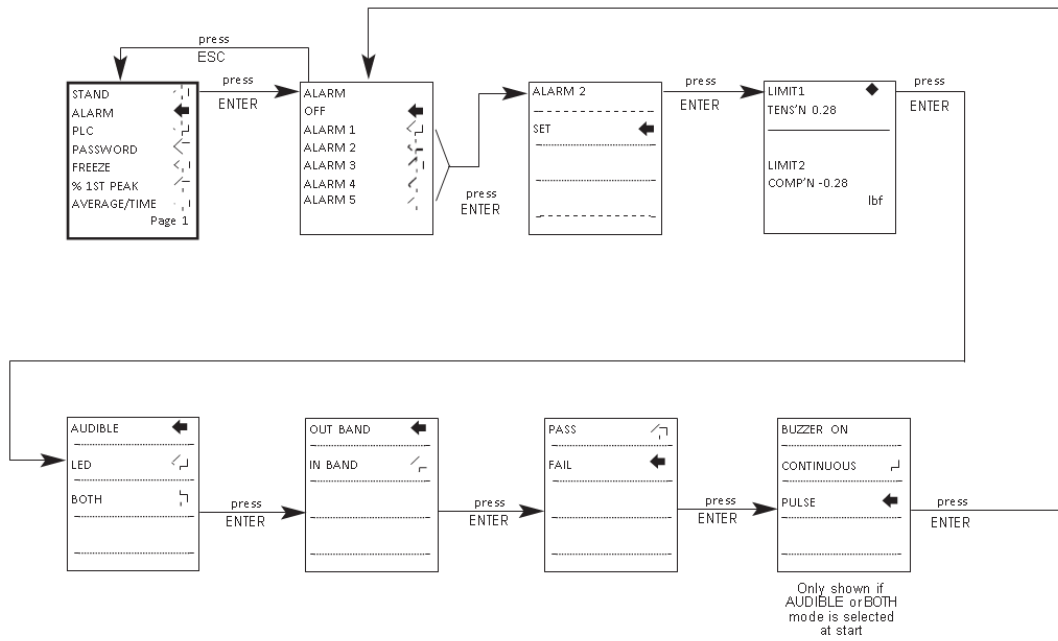 press
ESC
STAND
ALARM
PLC
PASSWORD
FREEZE
% 1ST PEAK
AVERAGE/TIME
Page 1
press
ENTER
ALARM
OFF
ALARM 1
ALARM 2
ALARM 3
ALARM 4
ALARM 5
press
ENTER
ALARM 2
SET
press
ENTER
LIMIT1
TENS'N 0.28
LIMIT2
COMP'N -0.28
lbf
press
ENTER
AUDIBLE
LED
BOTH
press
ENTER
OUT BAND
IN BAND
press
ENTER
PASS
FAIL
press
ENTER
BUZZER ON
CONTINUOUS
PULSE
press
ENTER
Only shown if
AUDIBLE or BOTH
mode is selected
at start